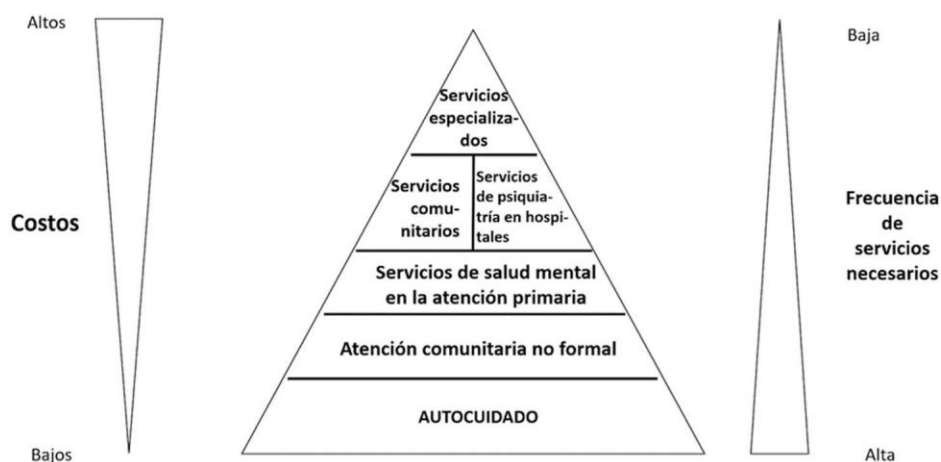 Altos
Costos
Bajos
Servicios
especializa-
dos
Servicios
comu-
nitarios
Servicios
de psiquia-
tría en hospi-
tales
Servicios de salud mental
en la atención primaria
Atención comunitaria no formal
AUTOCUIDADO
Baja
Frecuencia
de
servicios
necesarios
Alta